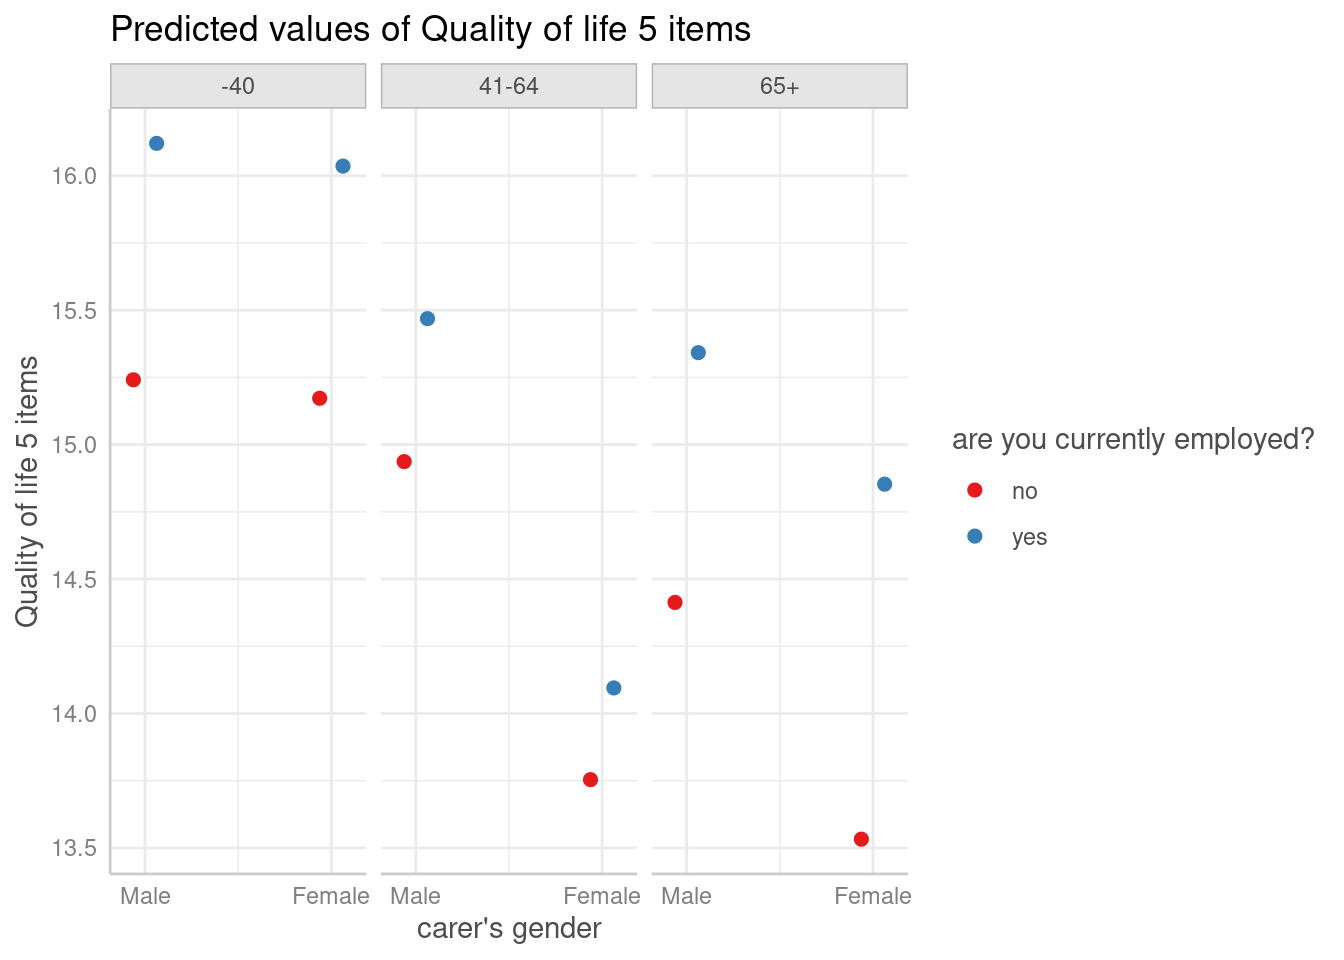 Predicted values of Quality of life 5 items
-40 41-64 65+
16.0
15.5
15.0
14.5
14.0
13.5
Quality of life 5 items
Male Female Male Female Male Female
carer's gender
are you currently employed?
no
yes